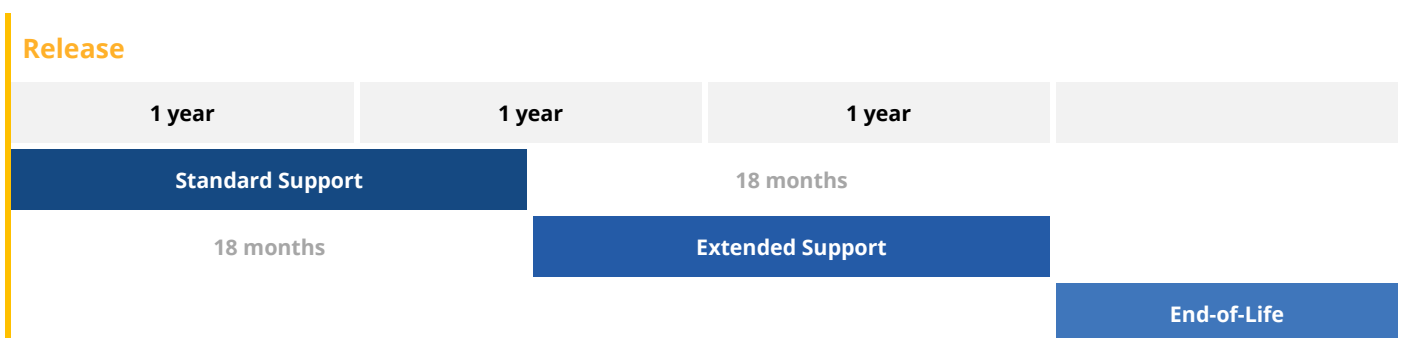 Release
1 year 1 year 1 year
Standard Support 18 months
18 months Extended Support
End-of-Life